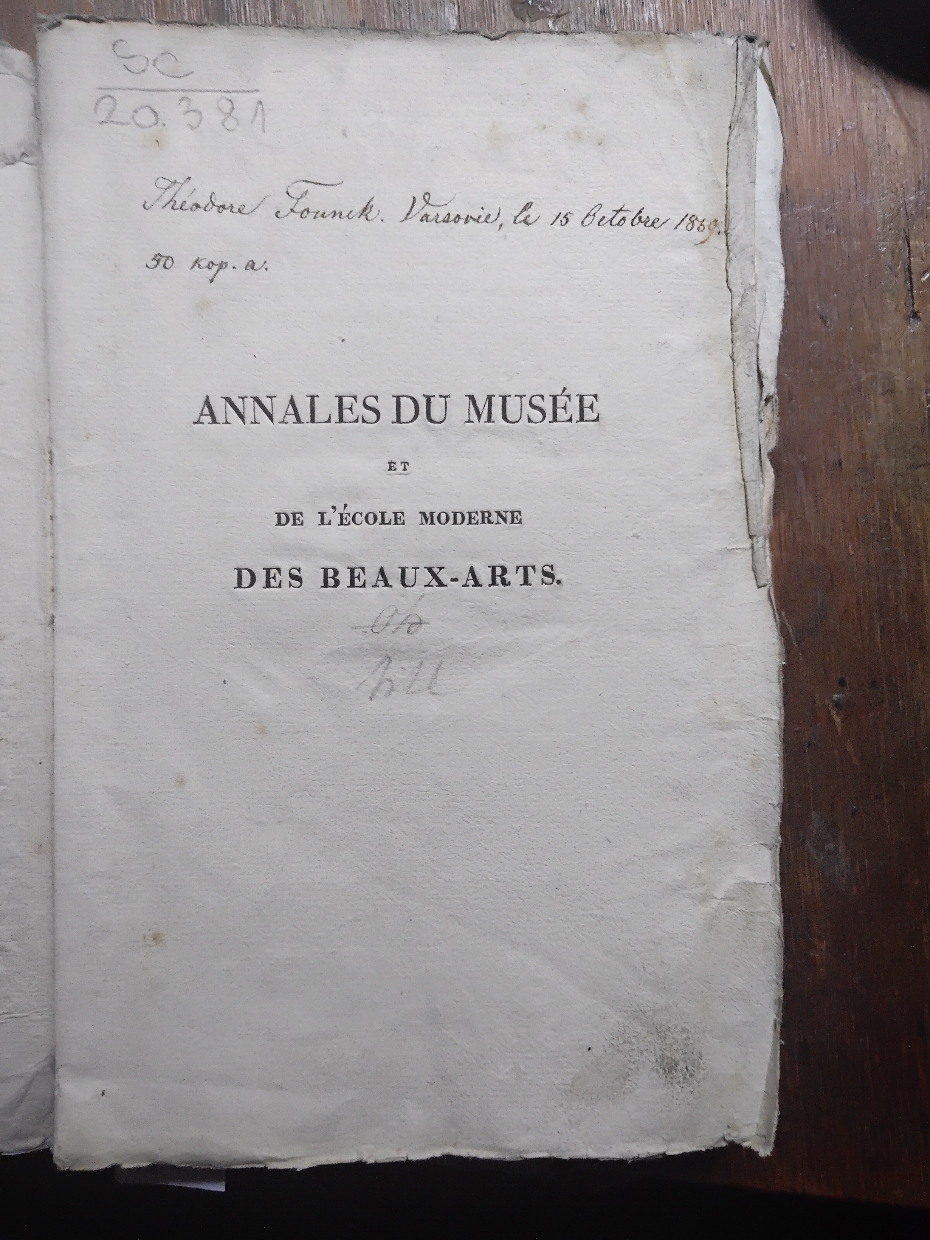 SC
20.381
Théodore Founck. Varsovie, le 15 Octobre 1839.
50 kop. a.
ANNALES DU MUSÉE
ET
DE L'ÉCOLE MODERNE
DES BEAUX-ARTS.